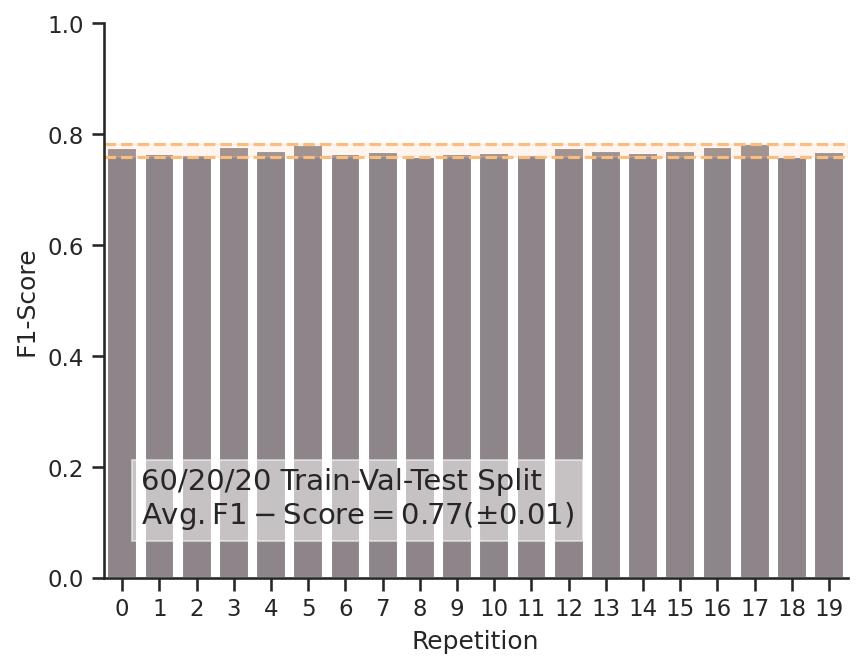 1.0
0.8
0.6
0.4
0.2
0.0
F1-Score
60/20/20 Train-Val-Test Split
Avg. F1 − Score = 0.77(±0.01)
0 1 2 3 4 5 6 7 8 9 10 11 12 13 14 15 16 17 18 19
Repetition